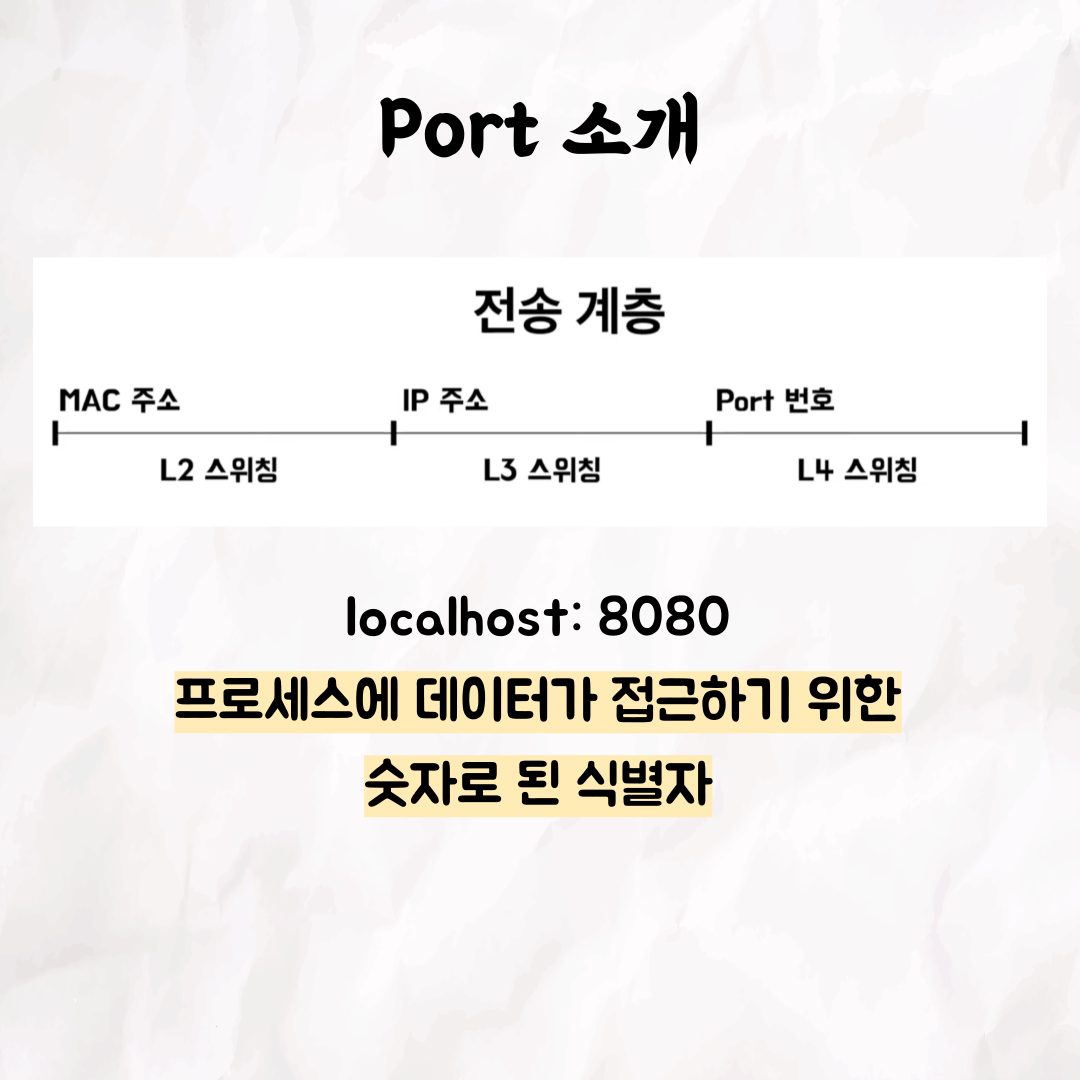 Port 소개
전송 계층
MAC 주소 IP 주소 Port 번호
L2 스위칭 L3 스위칭 L4 스위칭
localhost: 8080
프로세스에 데이터가 접근하기 위한
숫자로 된 식별자